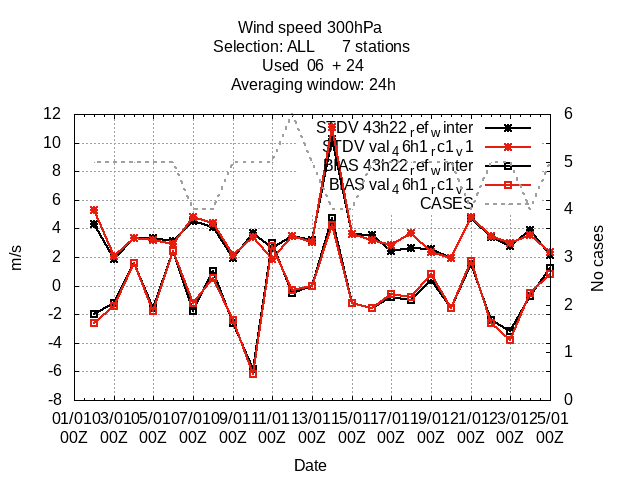 Wind speed 300hPa
Selection: ALL 7 stations
Used 06 + 24
Averaging window: 24h
STDV 43h22_ref_winter
STDV val_46h1_rc1_v1
BIAS 43h22_ref_winter
BIAS val_46h1_rc1_v1
CASES
12
10
8
6
4
2
0
-2
-4
-6
-8
m/s
6
5
4
3
2
1
0
No cases
01/01 03/01 05/01 07/01 09/01 11/01 13/01 15/01 17/01 19/01 21/01 23/01 25/01
00Z 00Z 00Z 00Z 00Z 00Z 00Z 00Z 00Z 00Z 00Z 00Z 00Z
Date